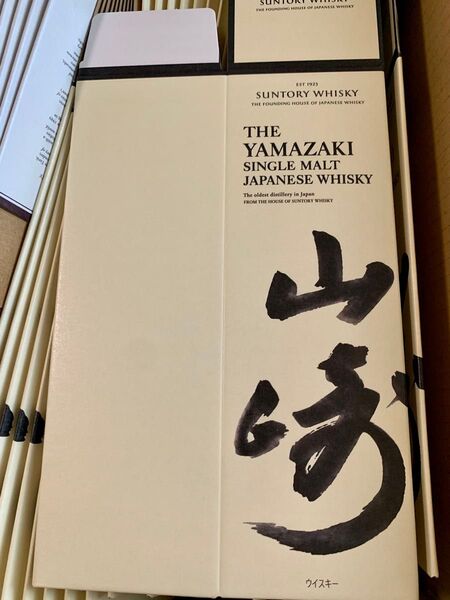 SUNTORY WHISKY
THE FOUNDING HOUSE OF JAPANESE WHISKY
EST 1923
SUNTORY WHISKY
THE FOUNDING HOUSE OF JAPANESE WHISKY
THE
YAMAZAKI
SINGLE MALT
JAPANESE WHISKY
The oldest distillery in Japan
FROM THE HOUSE OF SUNTORY WHISKY
山
崎
ウイスキー